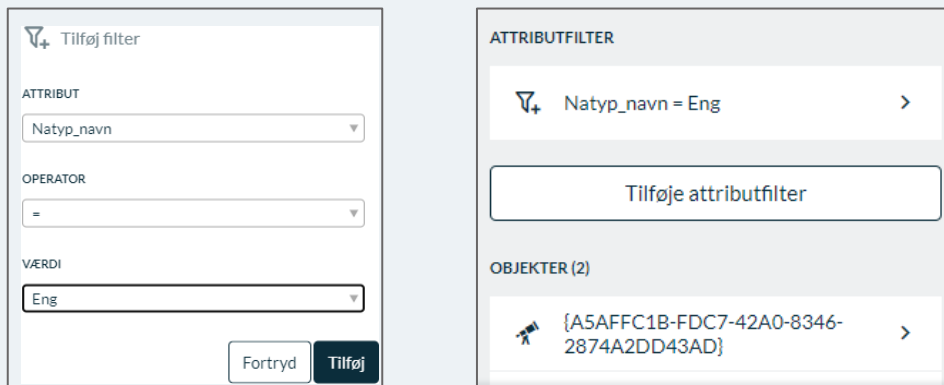 Tilføj filter
ATTRIBUT
Natyp_navn
OPERATOR
=
VÆRDI
Eng
Fortryd
Tilføj
ATTRIBUTFILTER
Natyp_navn = Eng
Tilføje attributfilter
OBJEKTER (2)
{A5AFFC1B-FDC7-42A0-8346-
2874A2DD43AD}